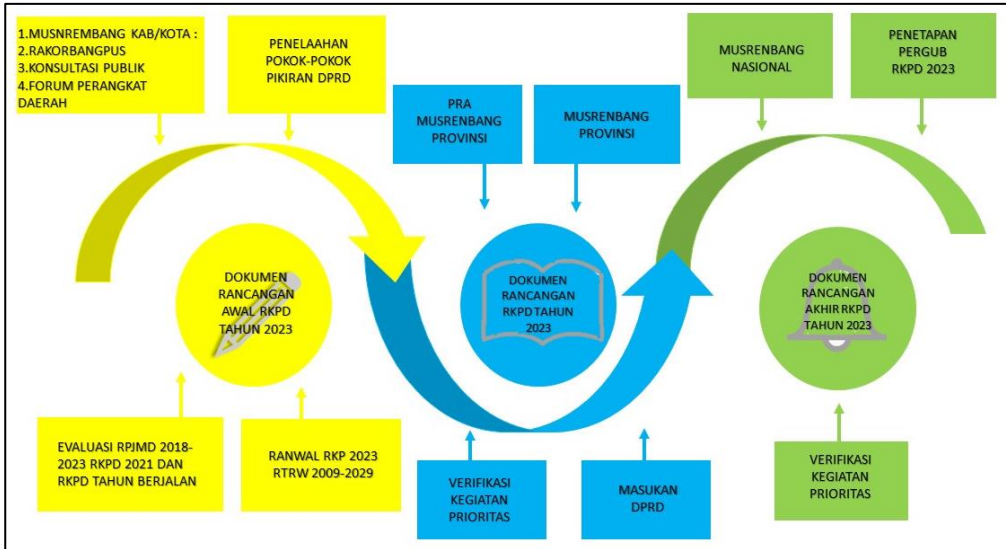 1.MUSNREMBANG KAB/KOTA :
2.RAKORBANGPUS
3.KONSULTASI PUBLIK
4.FORUM PERANGKAT
DAERAH
PENELAAHAN
POKOK-POKOK
PIKIRAN DPRD
PRA
MUSRENBANG
PROVINSI
MUSRENBANG
PROVINSI
MUSRENBANG
NASIONAL
PENETAPAN
PERGUB
RKPD 2023
DOKUMEN
RANCANGAN
AWAL RKPD
TAHUN 2023
DOKUMEN
RANCANGAN
RKPD TAHUN
2023
DOKUMEN
RANCANGAN
AKHIR RKPD
TAHUN 2023
EVALUASI RPJMD 2018-
2023 RKPD 2021 DAN
RKPD TAHUN BERJALAN
RANWAL RKP 2023
RTRW 2009-2029
VERIFIKASI
KEGIATAN
PRIORITAS
MASUKAN
DPRD
VERIFIKASI
KEGIATAN
PRIORITAS